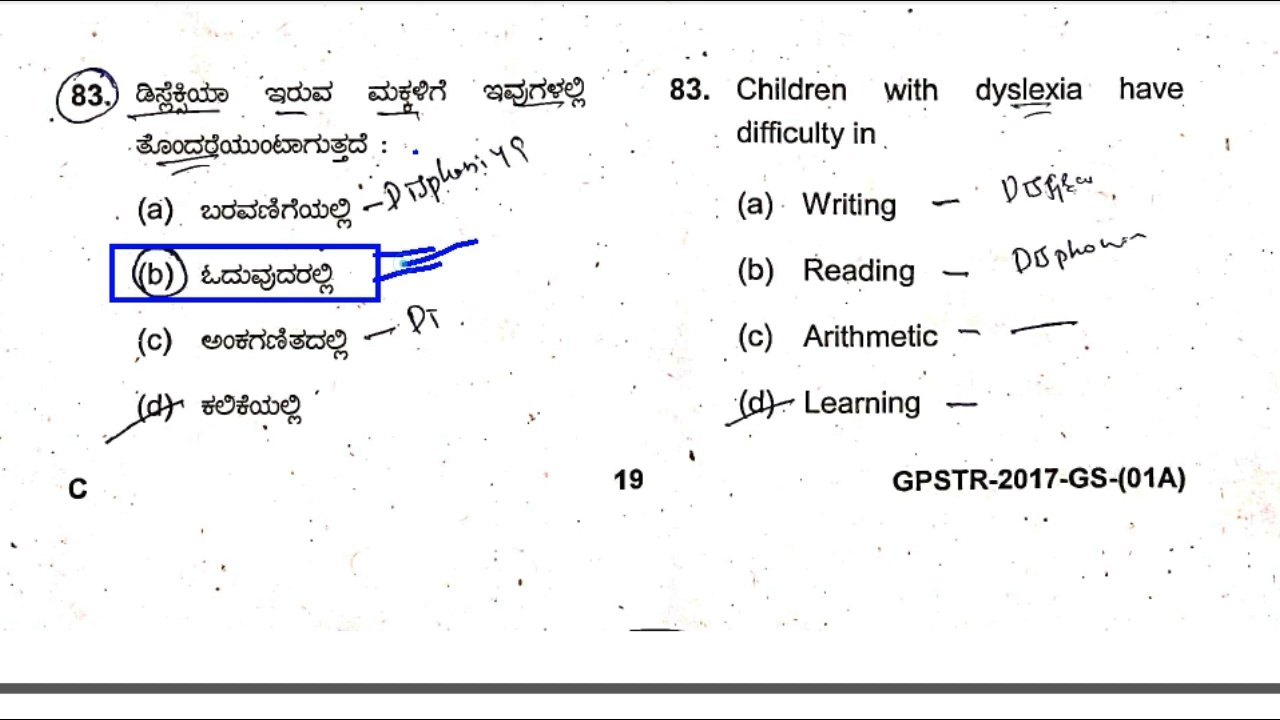 83. ಡಿಸ್ಲೆಕ್ಸಿಯಾ ಇರುವ ಮಕ್ಕಳಿಗೆ ಇವುಗಳಲ್ಲಿ
ತೊಂದರೆಯುಂಟಾಗುತ್ತದೆ :
(a) ಬರವಣಿಗೆಯಲ್ಲಿ
(b) ಓದುವುದರಲ್ಲಿ
(c) ಅಂಕಗಣಿತದಲ್ಲಿ
(d) ಕಲಿಕೆಯಲ್ಲಿ
83. Children with dyslexia have
difficulty in
(a) Writing
(b) Reading
(c) Arithmetic
(d) Learning
C 19 GPSTR-2017-GS-(01A)